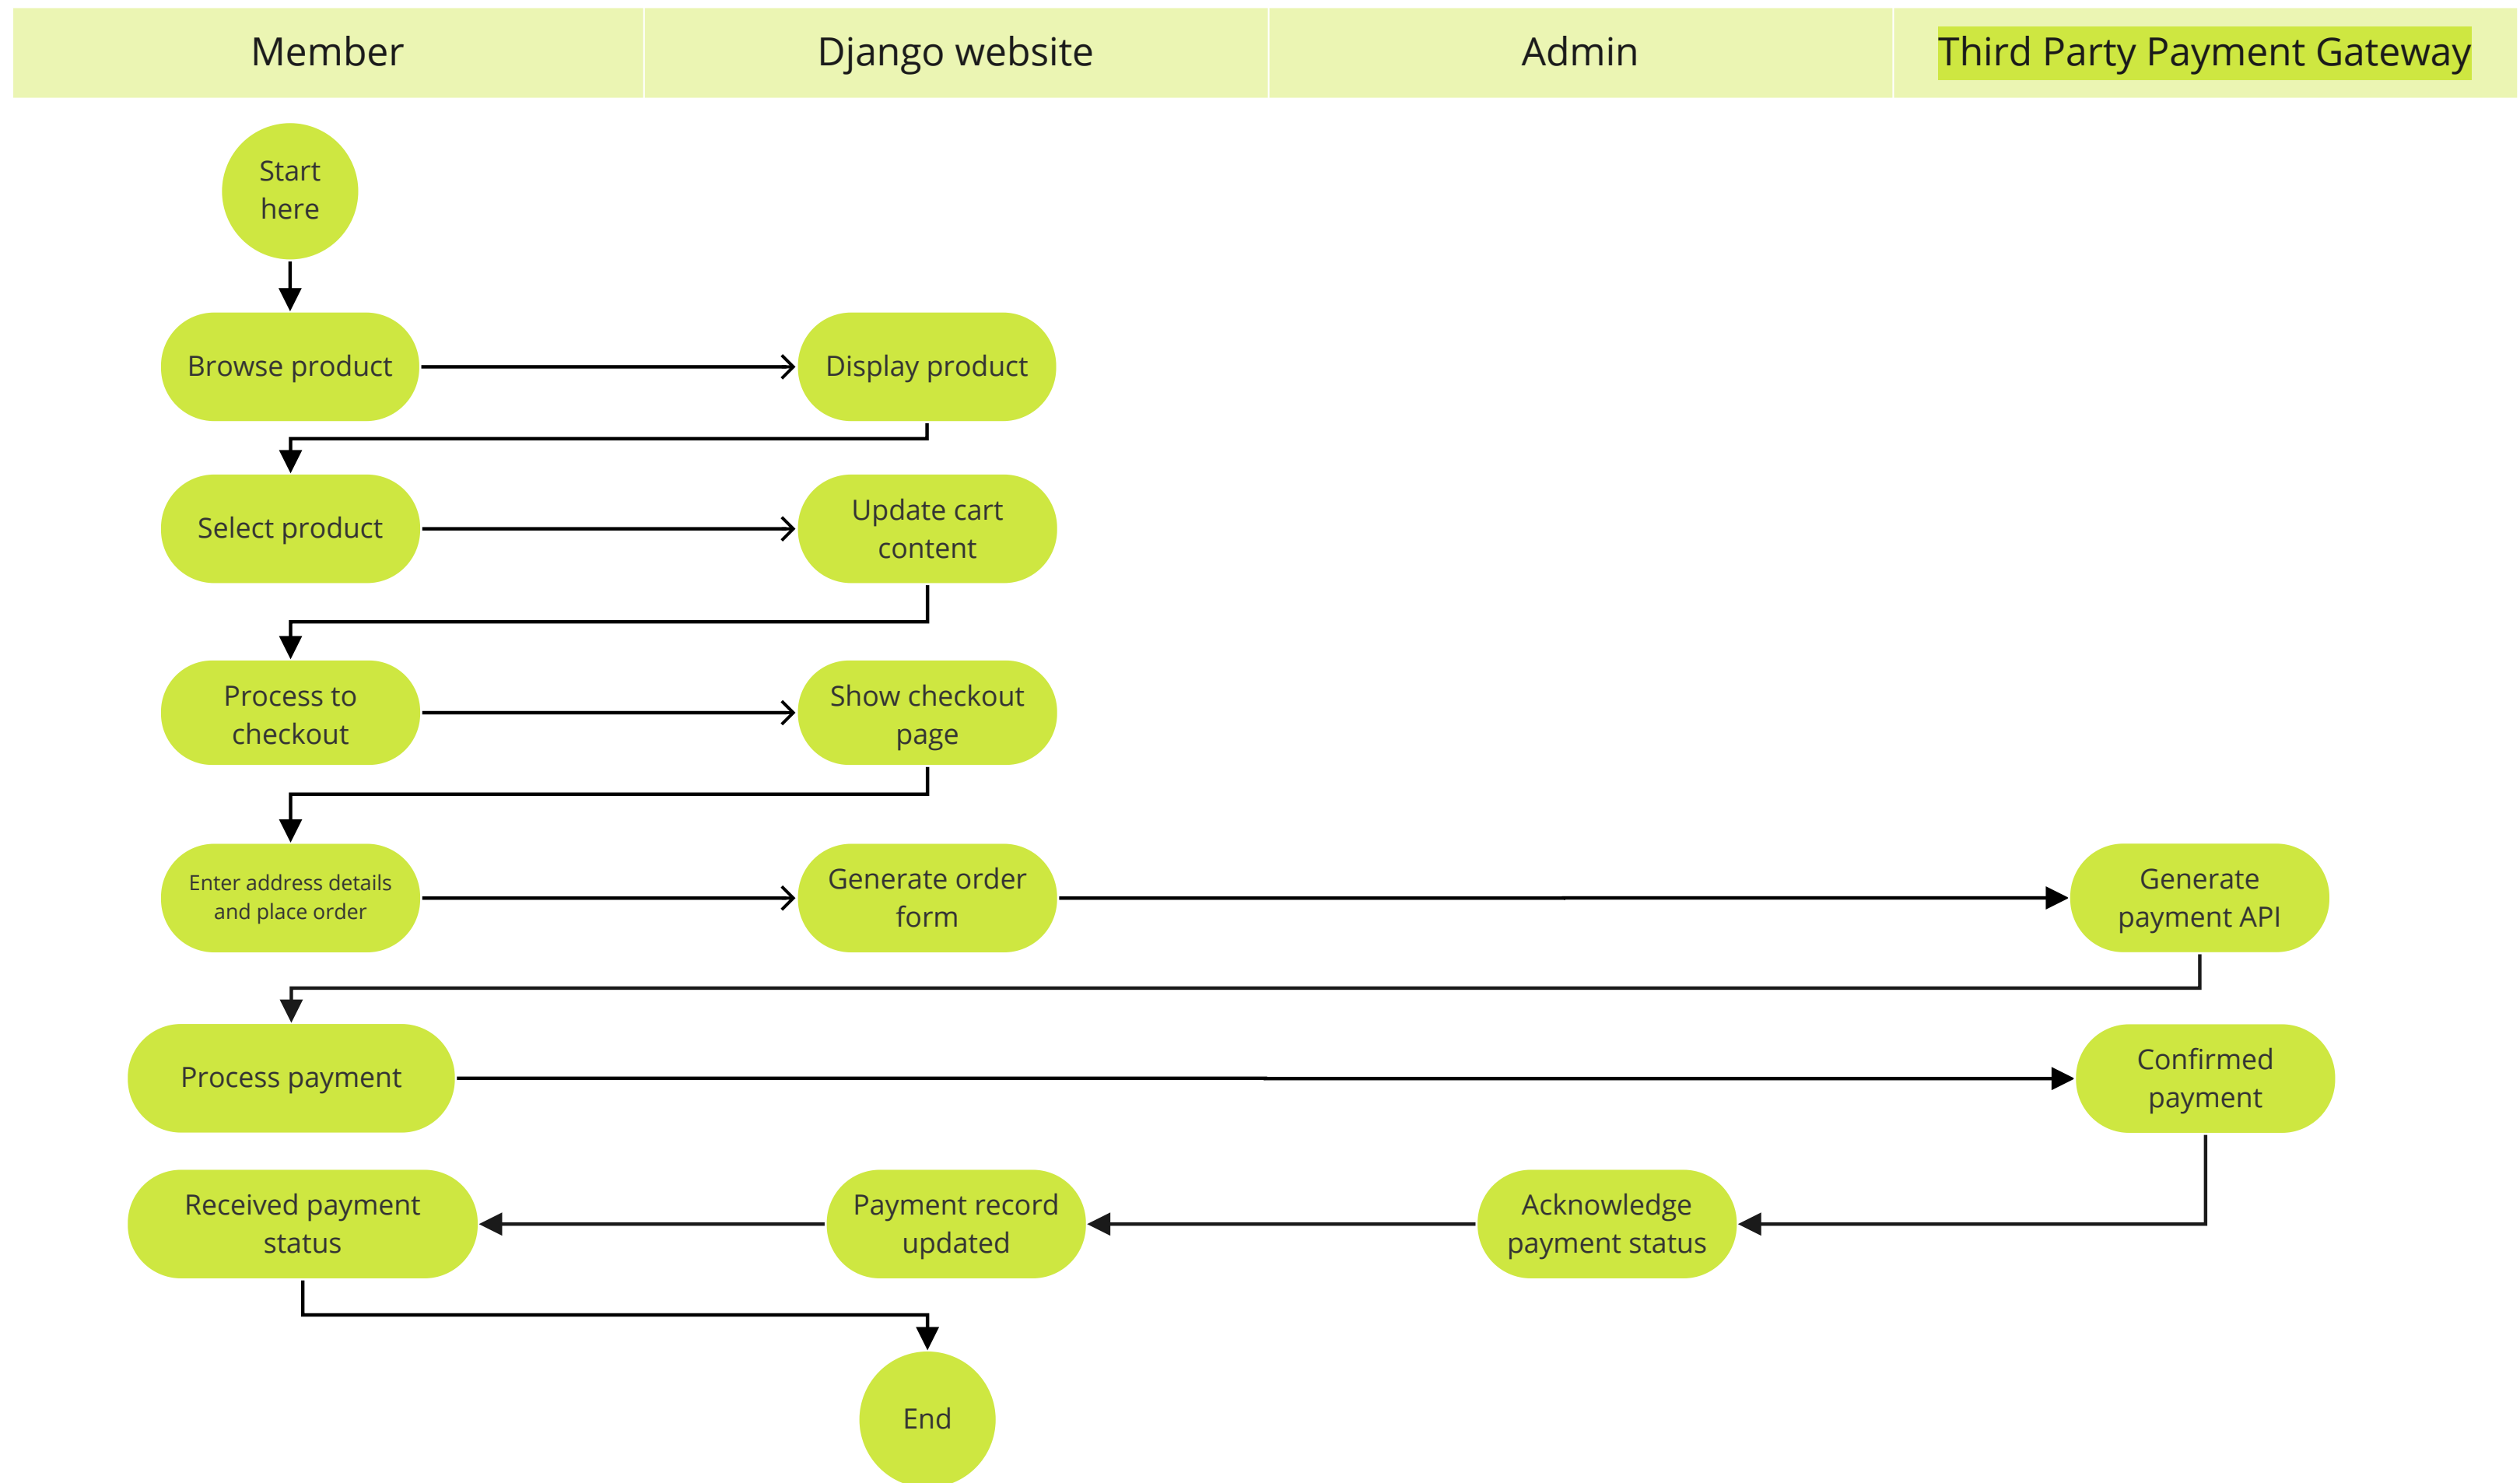 Member
Django website
Admin
Third Party Payment Gateway
Start
here
Browse product
Display product
Select product
Update cart
content
Process to
checkout
Show checkout
page
Enter address details
and place order
Generate order
form
Generate
payment API
Process payment
Confirmed
payment
Received payment
status
Payment record
updated
Acknowledge
payment status
End